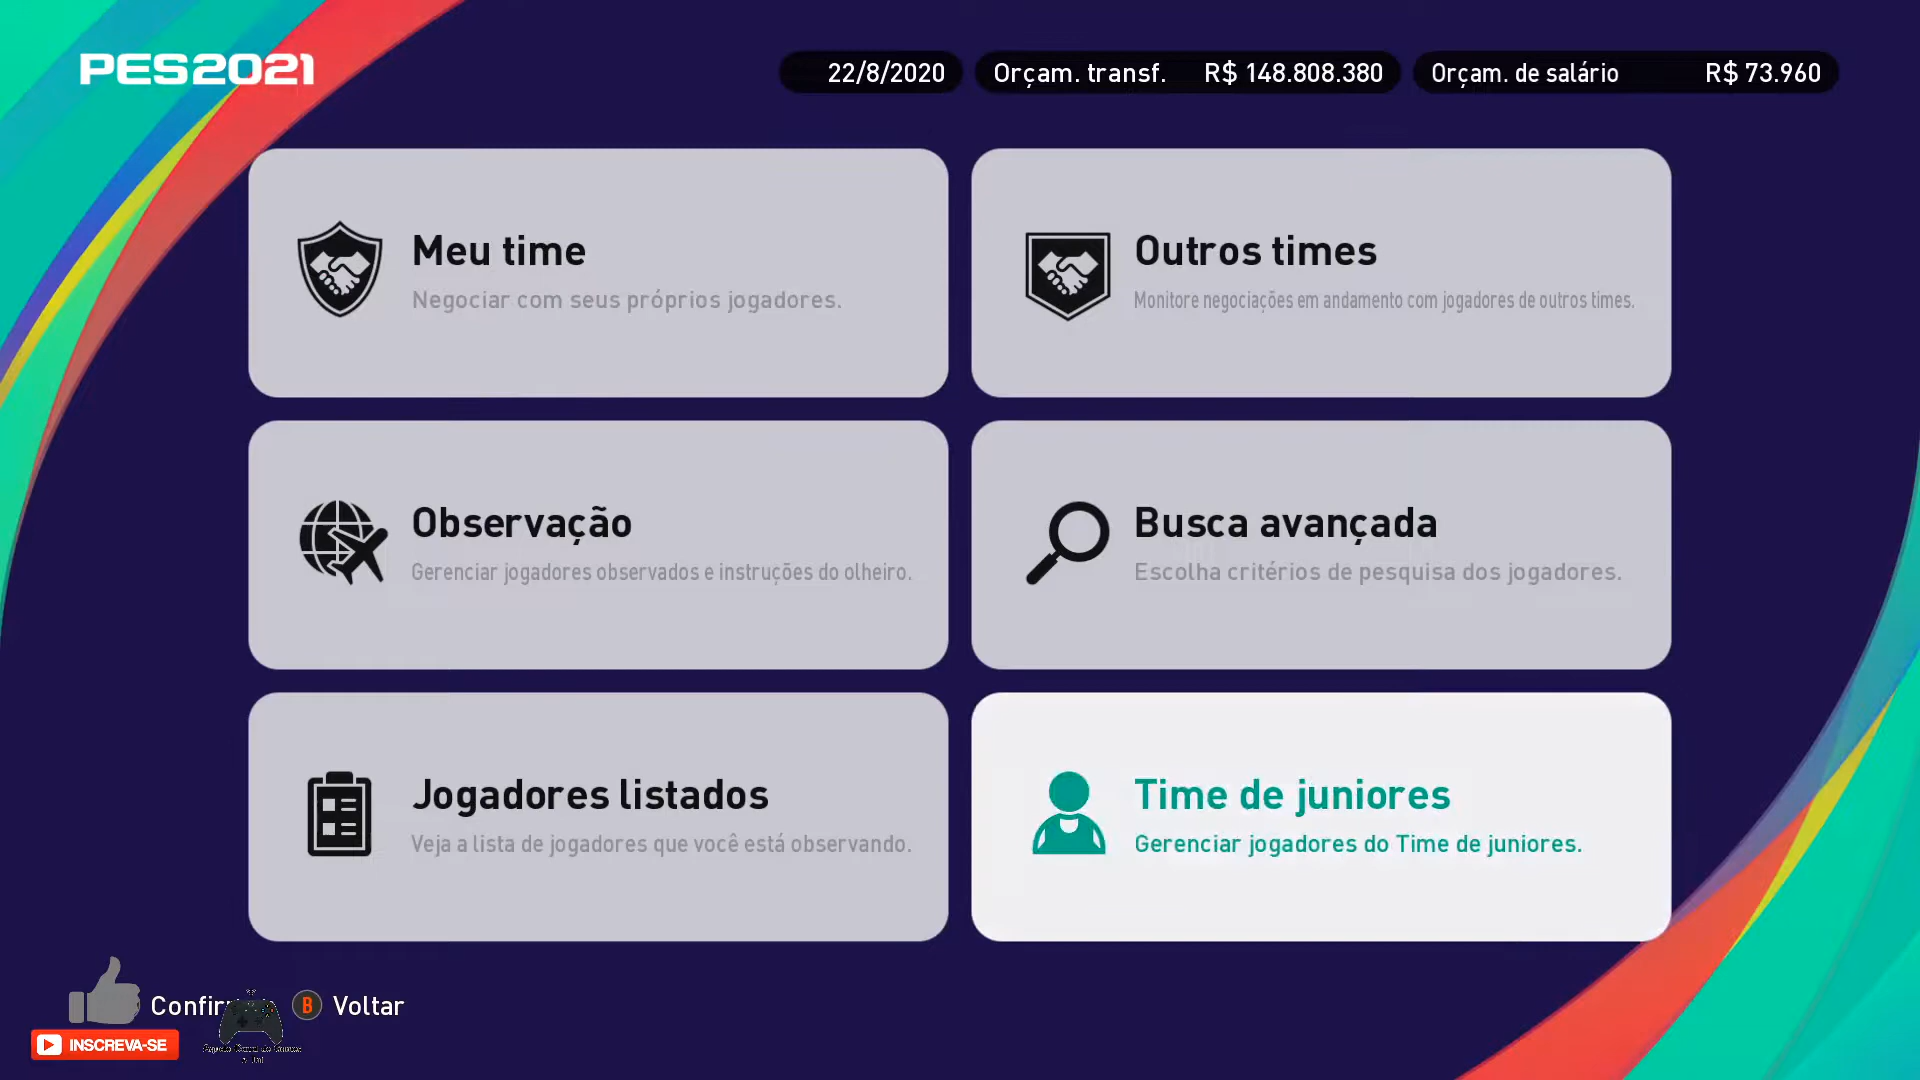 PES2021
22/8/2020
Orçam. transf. R$ 148.808.380
Orçam. de salário R$ 73.960
Meu time
Negociar com seus próprios jogadores.
Outros times
Monitore negociações em andamento com jogadores de outros times.
Observação
Gerenciar jogadores observados e instruções do olheiro.
Busca avançada
Escolha critérios de pesquisa dos jogadores.
Jogadores listados
Veja a lista de jogadores que você está observando.
Time de juniores
Gerenciar jogadores do Time de juniores.
B Voltar
INSCREVA-SE